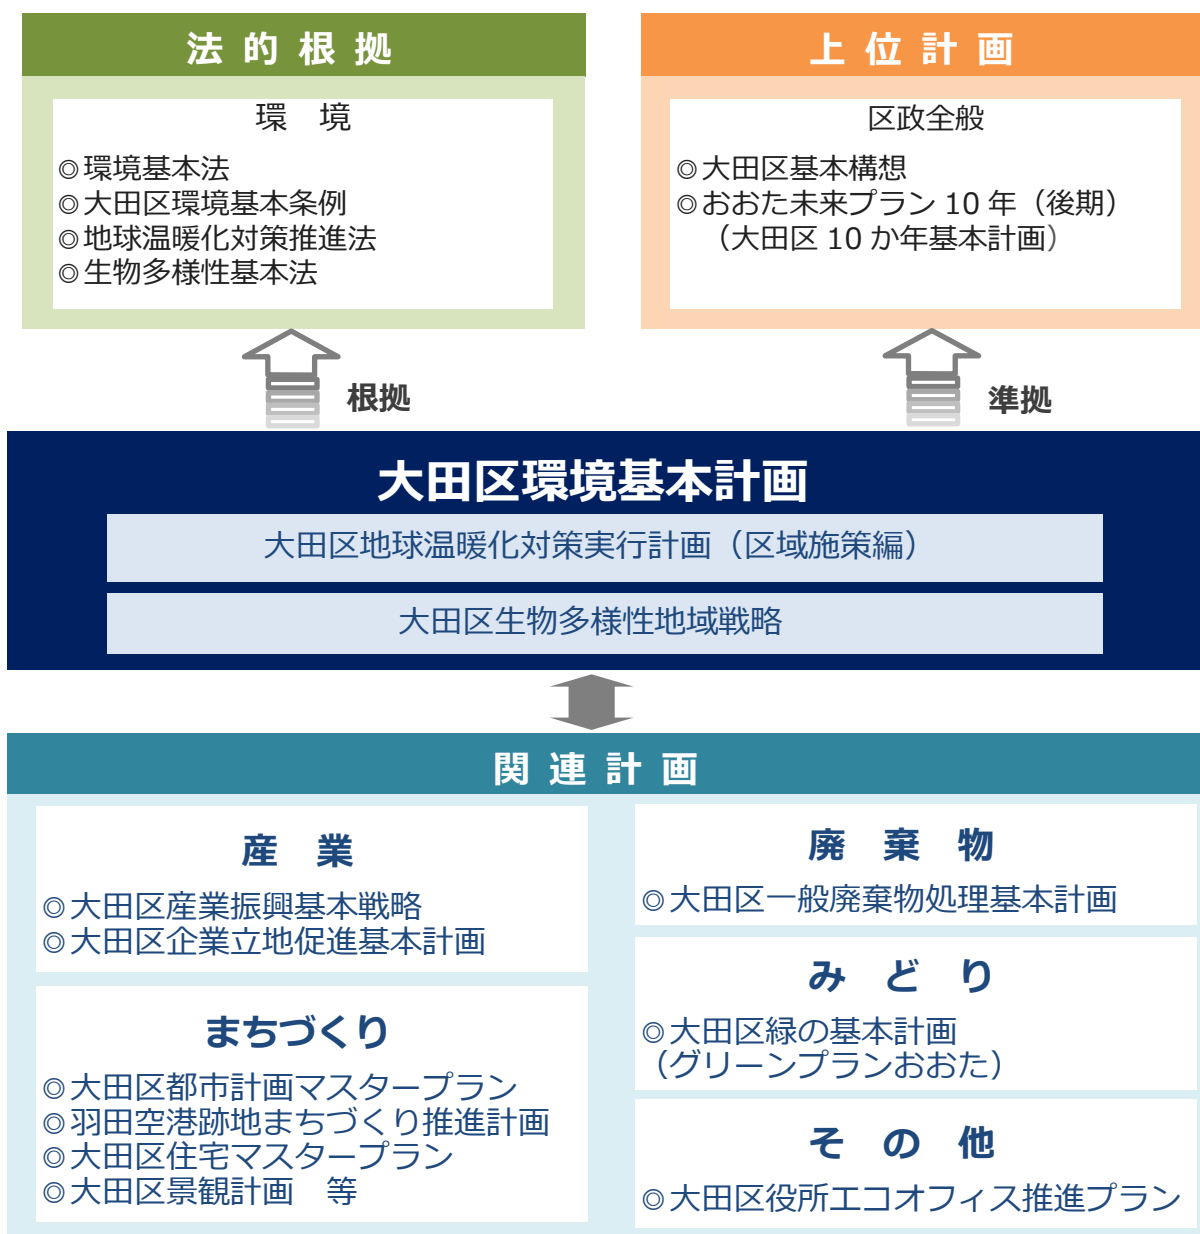 法的根拠
環　境
◎環境基本法
◎大田区環境基本条例
◎地球温暖化対策推進法
◎生物多様性基本法
上位計画
区政全般
◎大田区基本構想
◎おおた未来プラン 10 年（後期）
（大田区 10 か年基本計画）
根拠
準拠
大田区環境基本計画
大田区地球温暖化対策実行計画（区域施策編）
大田区生物多様性地域戦略
関連計画
産　業
◎大田区産業振興基本戦略
◎大田区企業立地促進基本計画
まちづくり
◎大田区都市計画マスタープラン
◎羽田空港跡地まちづくり推進計画
◎大田区住宅マスタープラン
◎大田区景観計画　等
廃　棄　物
◎大田区一般廃棄物処理基本計画
み　ど　り
◎大田区緑の基本計画
（グリーンプランおおた）
そ　の　他
◎大田区役所エコオフィス推進プラン